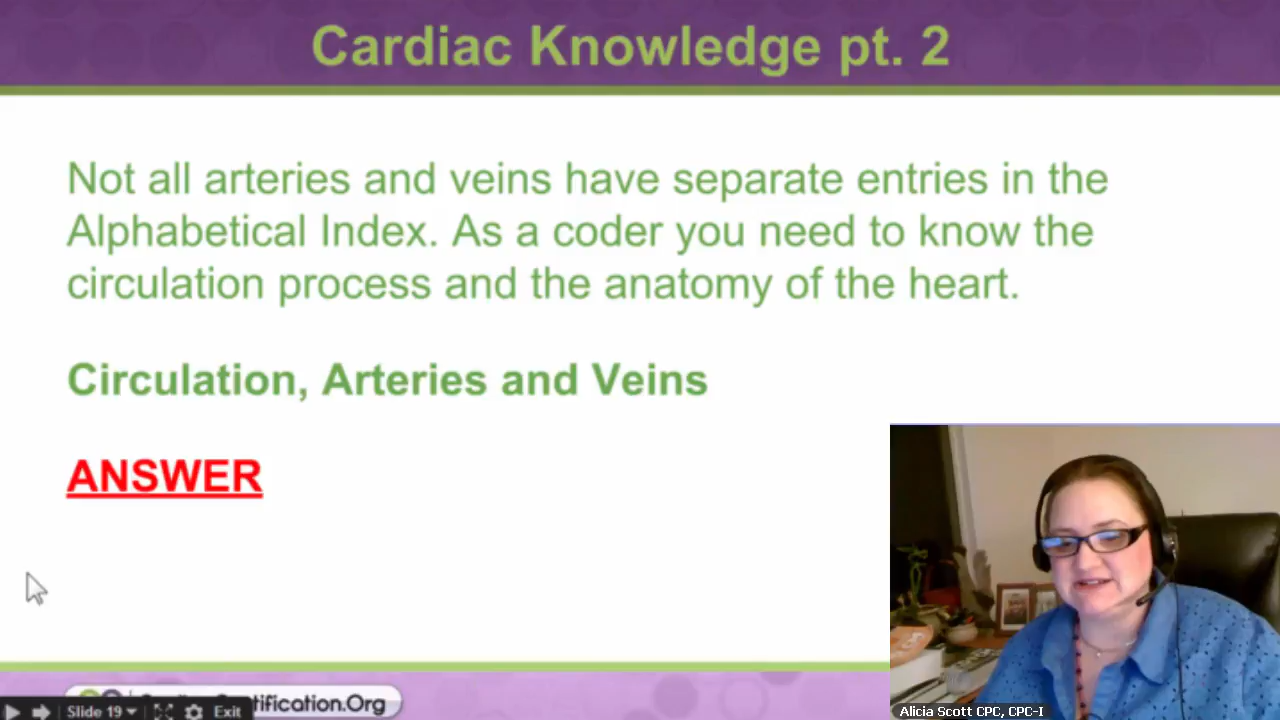 Cardiac Knowledge pt. 2
Not all arteries and veins have separate entries in the
Alphabetical Index. As a coder you need to know the
circulation process and the anatomy of the heart.
Circulation, Arteries and Veins
ANSWER
Slide 19
Exit
Alicia Scott CPC, CPC-I